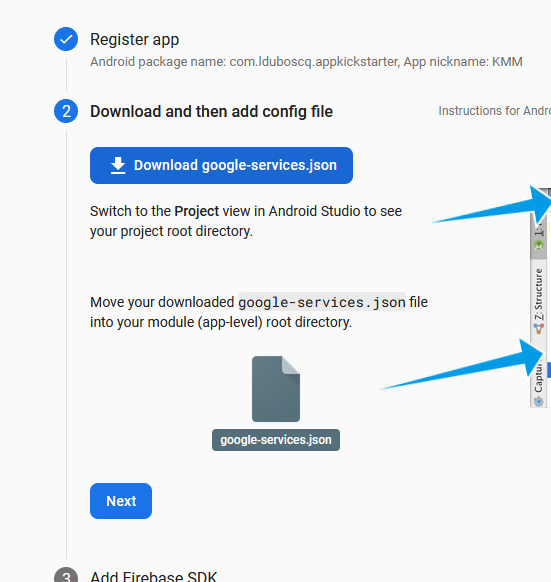 Register app
Android package name: com.lduboscq.appkickstarter, App nickname: KMM
2
Download and then add config file
Instructions for Andro
Download google-services.json
Switch to the Project view in Android Studio to see
your project root directory.
1:
Z: Structure
Move your downloaded google-services.json file
into your module (app-level) root directory.
Captu
google-services.json
Next
3
Add Firebase SDK